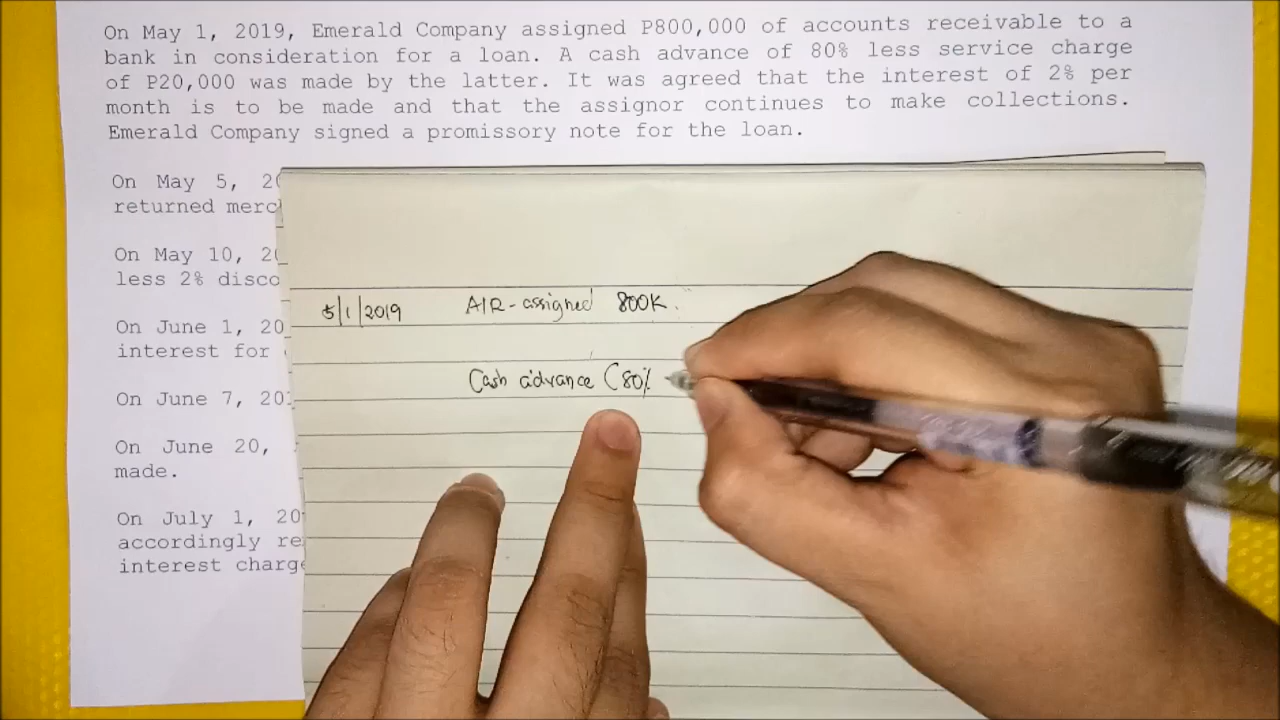 On May 1, 2019, Emerald Company assigned P800,000 of accounts receivable to a
bank in consideration for a loan. A cash advance of 80% less service charge
of P20,000 was made by the latter. It was agreed that the interest of 2% per
month is to be made and that the assignor continues to make collections.
Emerald Company signed a promissory note for the loan.
On May 5,
returned
On May 10,
less 2%
On June 1, 20
interest for
On June 7,
On June 20,
made.
On July 1, 20
accordingly
interest
5/1/2019 A/R-assigned 800K.
Cash advance (80%